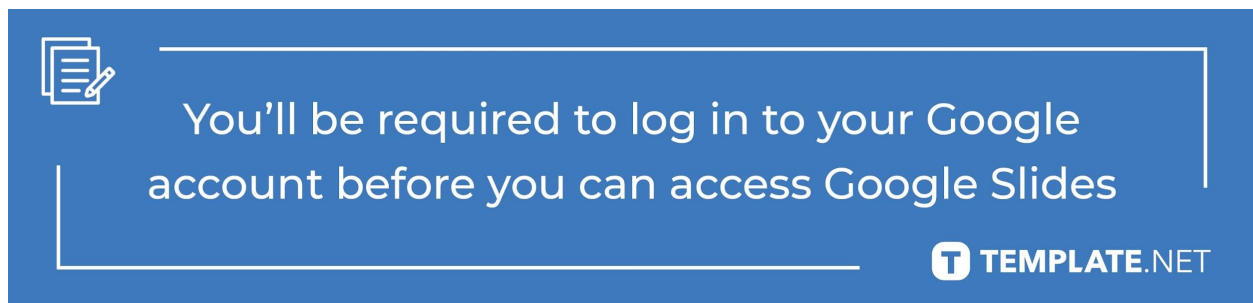 You’ll be required to log in to your Google
account before you can access Google Slides
T TEMPLATE.NET